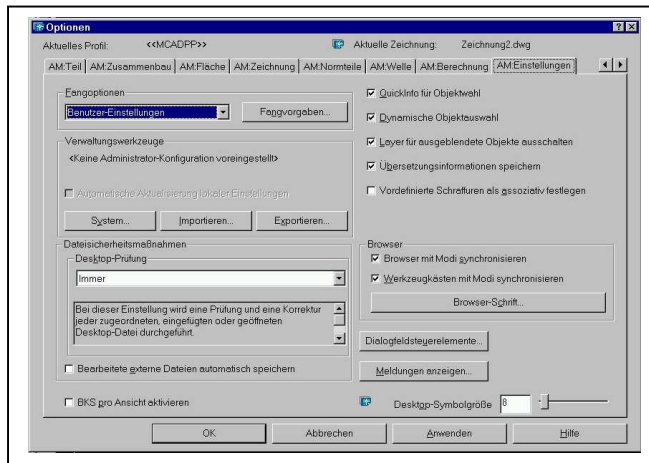 Optionen
Aktuelles Profil: <<MCADPP>> Aktuelle Zeichnung: Zeichnung2.dwg
AM:Teil AM:Zusammenbau AM:Fläche AM:Zeichnung AM:Normteile AM:Welle AM:Berechnung AM:Einstellungen
Fangoptionen
Benutzer-Einstellungen
Fangvorgaben...
Verwaltungswerkzeuge
<Keine Administrator-Konfiguration voreingestellt>
Automatische Aktualisierung lokaler Einstellungen
System... Importieren... Exportieren...
Dateisicherheitsmaßnahmen
Desktop-Prüfung
Immer
Bei dieser Einstellung wird eine Prüfung und eine Korrektur
jeder zugeordneten, eingefügten oder geöffneten
Desktop-Datei durchgeführt.
Bearbeitete externe Dateien automatisch speichern
BKS pro Ansicht aktivieren
QuickInfo für Objektwahl
Dynamische Objektauswahl
Layer für ausgeblendete Objekte ausschalten
Übersetzungsinformationen speichern
Vordefinierte Schraffuren als assoziativ festlegen
Browser
Browser mit Modi synchronisieren
Werkzeugkästen mit Modi synchronisieren
Browser-Schrift...
Dialogfeldsteuerelemente...
Meldungen anzeigen...
Desktop-Symbolgröße 8
OK Abbrechen Anwenden Hilfe